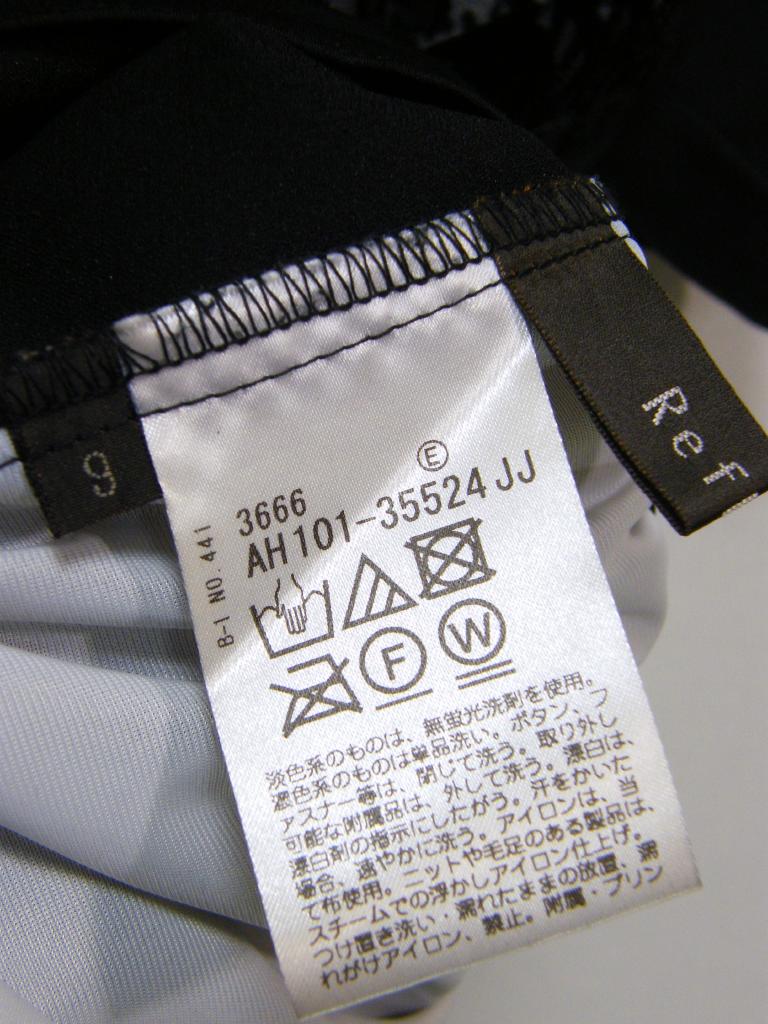 9
Ref
B-1 NO.441
E
3666
AH101-35524 JJ
F W
淡色系のものは、無蛍光洗剤を使用。
濃色系のものは単品洗い。ボタン、フ
ァスナー等は、閉じて洗う。取り外し
可能な附属品は、外して洗う。漂白は、
漂白剤の指示にしたがう。汗をかいた
場合、速やかに洗う。アイロンは、当
て布使用。ニットや毛足のある製品は、
スチームでの浮かしアイロン仕上げ。
つけ置き洗い・濡れたままの放置、濡
れがけアイロン、禁止。附属・プリン